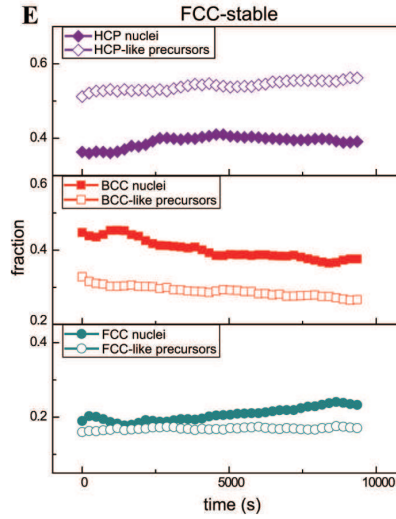 E
FCC-stable
HCP nuclei
HCP-like precursors
0.6
0.4
0.6
BCC nuclei
BCC-like precursors
0.4
fraction
0.2
FCC nuclei
FCC-like precursors
0.4
0.2
0
5000
10000
time (s)